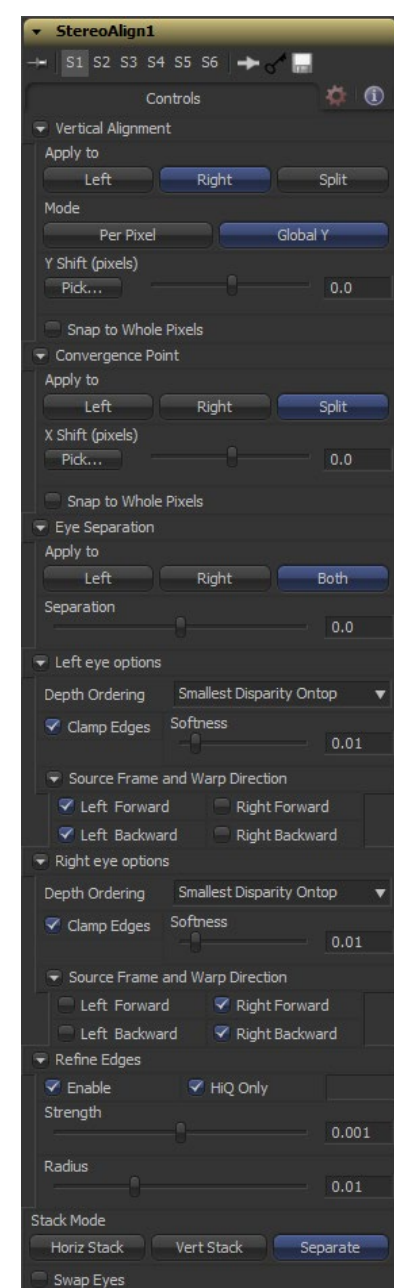 StereoAlign1
S1 S2 S3 S4 S5 S6
Controls
Vertical Alignment
Apply to
Left Right Split
Mode
Per Pixel Global Y
Y Shift (pixels)
Pick... 0.0
Snap to Whole Pixels
Convergence Point
Apply to
Left Right Split
X Shift (pixels)
Pick... 0.0
Snap to Whole Pixels
Eye Separation
Apply to
Left Right Both
Separation
0.0
Left eye options
Depth Ordering Smallest Disparity Ontop
Clamp Edges Softness
0.01
Source Frame and Warp Direction
Left Forward Right Forward
Left Backward Right Backward
Right eye options
Depth Ordering Smallest Disparity Ontop
Clamp Edges Softness
0.01
Source Frame and Warp Direction
Left Forward Right Forward
Left Backward Right Backward
Refine Edges
Enable HiQ Only
Strength
0.001
Radius
0.01
Stack Mode
Horiz Stack Vert Stack Separate
Swap Eyes